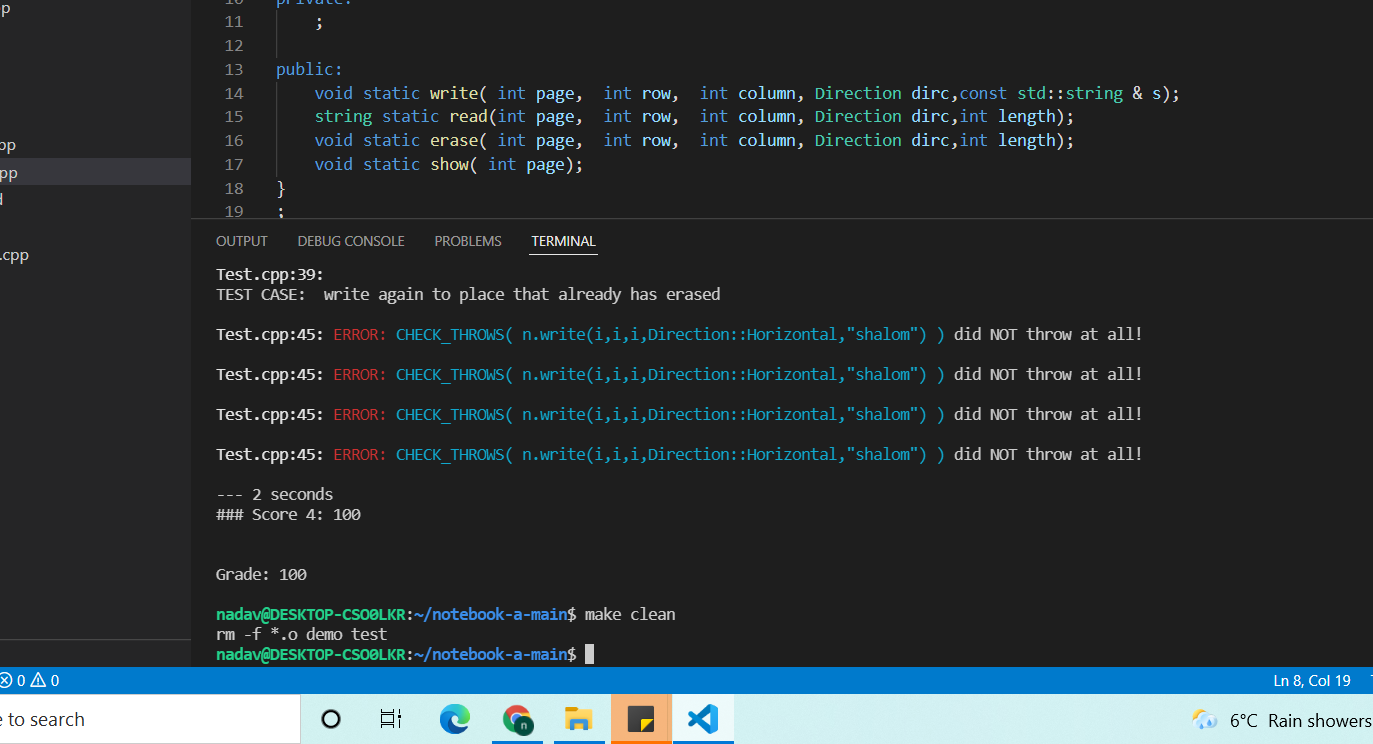 pp
pp
pp
d
.cpp
10 private:
11 ;
12
13 public:
14 void static write( int page,  int row,  int column, Direction dirc,const std::string & s);
15 string static read(int page,  int row,  int column, Direction dirc,int length);
16 void static erase( int page,  int row,  int column, Direction dirc,int length);
17 void static show( int page);
18 }
19 ;
OUTPUT DEBUG CONSOLE PROBLEMS TERMINAL
Test.cpp:39:
TEST CASE:  write again to place that already has erased
Test.cpp:45: ERROR: CHECK_THROWS( n.write(i,i,i,Direction::Horizontal,"shalom") ) did NOT throw at all!
Test.cpp:45: ERROR: CHECK_THROWS( n.write(i,i,i,Direction::Horizontal,"shalom") ) did NOT throw at all!
Test.cpp:45: ERROR: CHECK_THROWS( n.write(i,i,i,Direction::Horizontal,"shalom") ) did NOT throw at all!
Test.cpp:45: ERROR: CHECK_THROWS( n.write(i,i,i,Direction::Horizontal,"shalom") ) did NOT throw at all!
--- 2 seconds
### Score 4: 100
Grade: 100
nadav@DESKTOP-CSO0LKR:~/notebook-a-main$ make clean
rm -f *.o demo test
nadav@DESKTOP-CSO0LKR:~/notebook-a-main$
0 0 Ln 8, Col 19
e to search n 6°C Rain showers